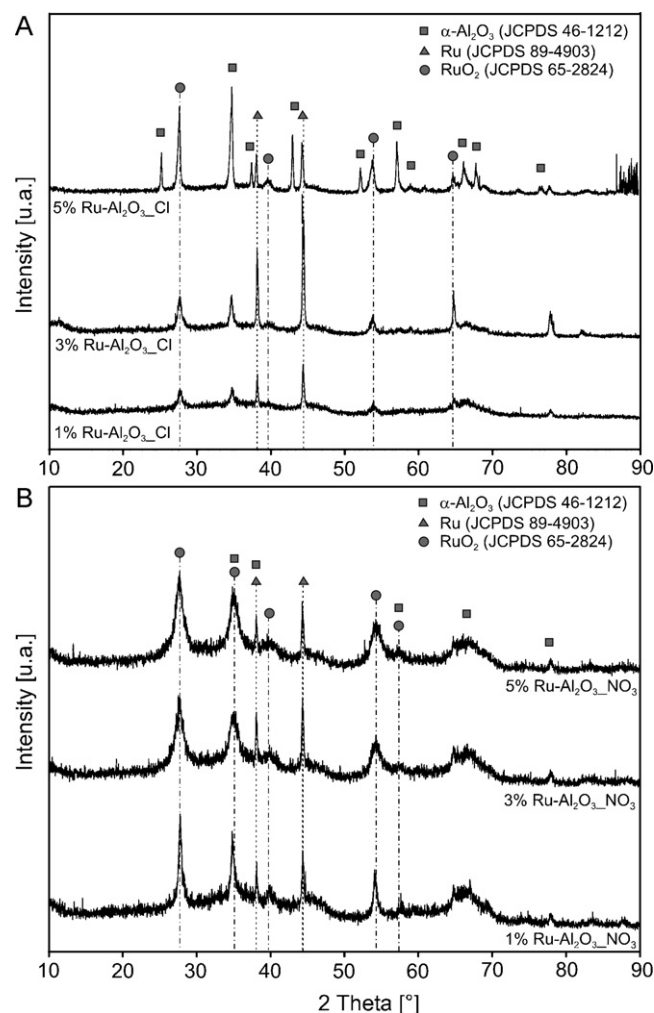 A
α-Al₂O₃ (JCPDS 46-1212)
Ru (JCPDS 89-4903)
RuO₂ (JCPDS 65-2824)
Intensity [u.a.]
5% Ru-Al₂O₃_Cl
3% Ru-Al₂O₃_Cl
1% Ru-Al₂O₃_Cl
10 20 30 40 50 60 70 80 90
B
α-Al₂O₃ (JCPDS 46-1212)
Ru (JCPDS 89-4903)
RuO₂ (JCPDS 65-2824)
Intensity [u.a.]
5% Ru-Al₂O₃_NO₃
3% Ru-Al₂O₃_NO₃
1% Ru-Al₂O₃_NO₃
10 20 30 40 50 60 70 80 90
2 Theta [°]